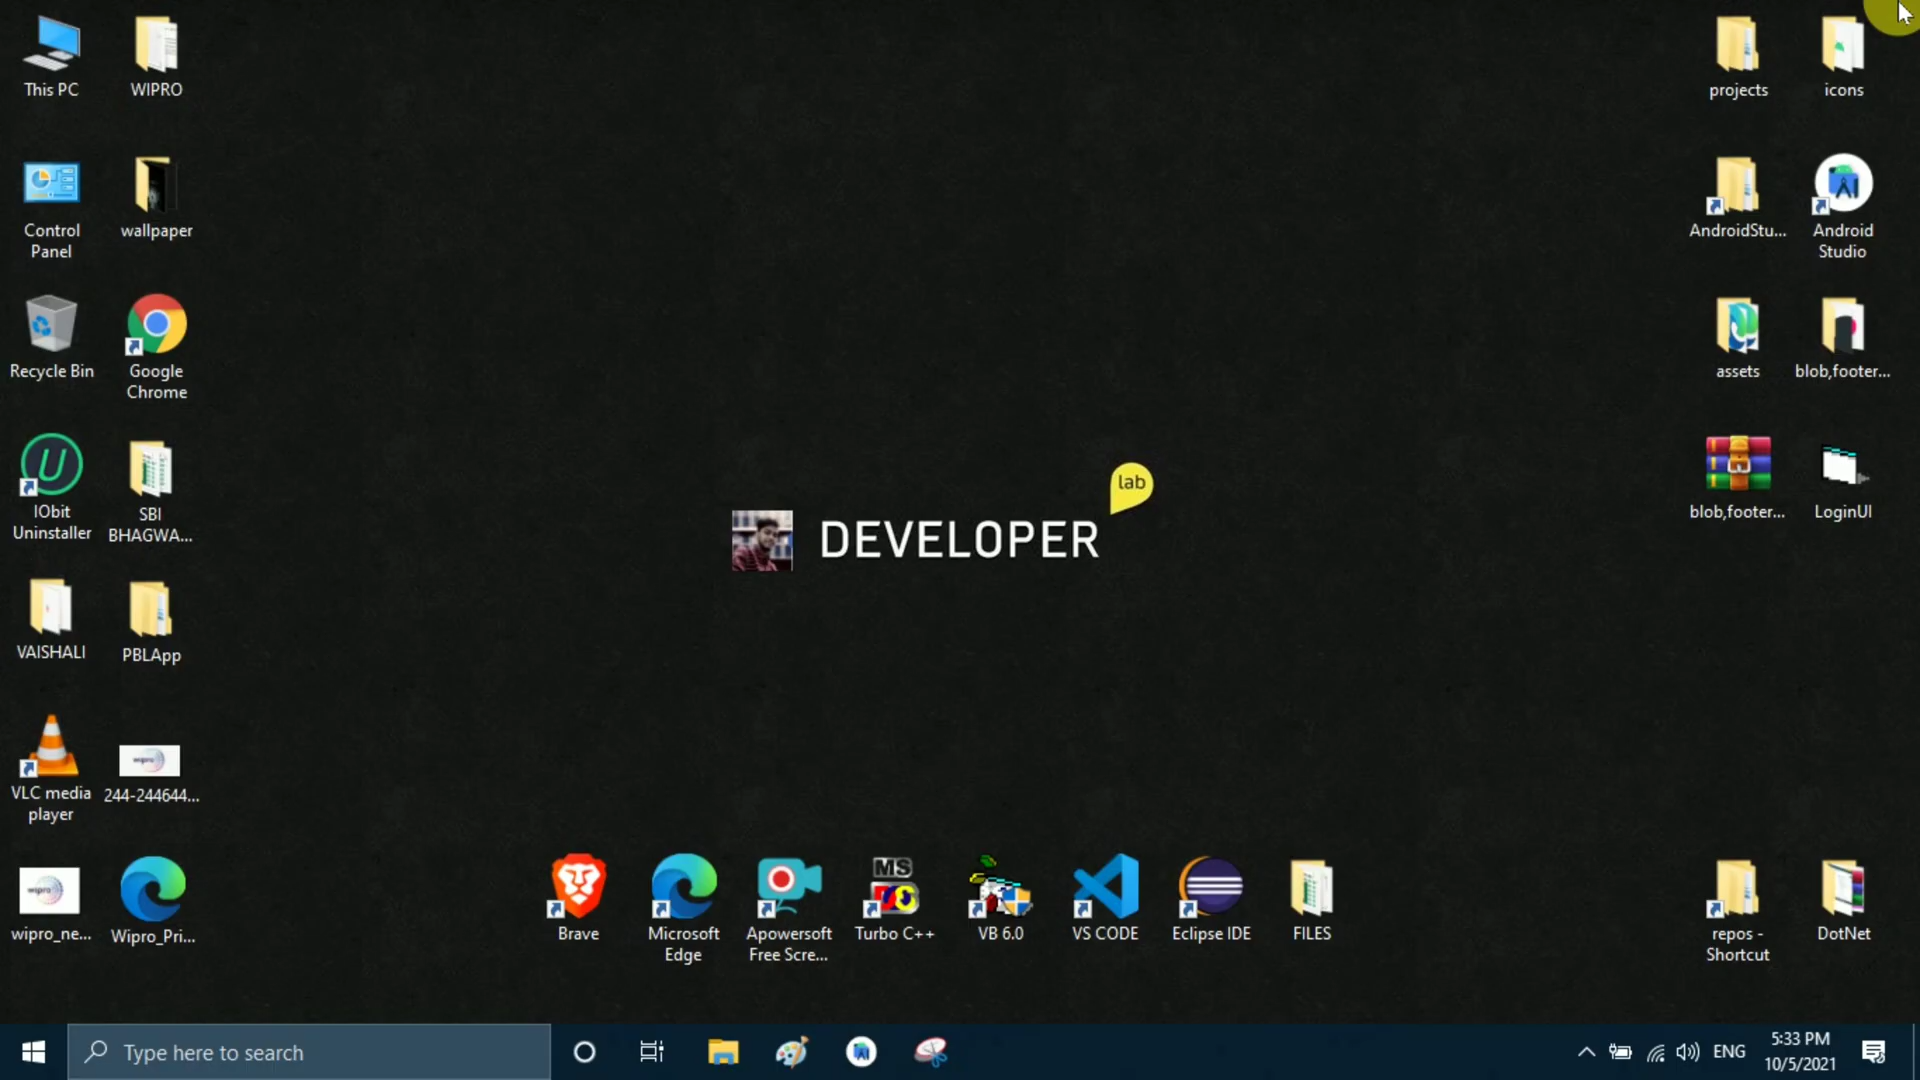 This PC
WIPRO
projects
icons
Control
Panel
wallpaper
AndroidStu...
Android
Studio
Recycle Bin
Google
Chrome
assets
blob,footer...
IObit
Uninstaller
SBI
BHAGWA...
blob,footer...
LoginUI
lab
DEVELOPER
VAISHALI
PBLApp
VLC media
player
244-244644...
wipro
wipro
wipro_ne...
Wipro_Pri...
Brave
Microsoft
Edge
Apowersoft
Free Scre...
MS
Turbo C++
VB 6.0
VS CODE
Eclipse IDE
FILES
repos -
Shortcut
DotNet
Type here to search
ENG
5:33 PM
10/5/2021